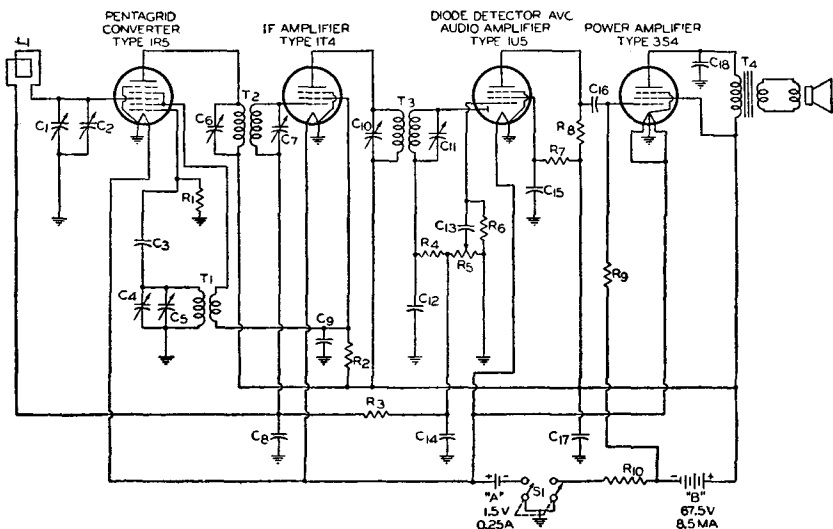 PENTAGRID
CONVERTER
TYPE 1R5
IF AMPLIFIER
TYPE 1T4
DIODE DETECTOR AVC
AUDIO AMPLIFIER
TYPE 1U5
POWER AMPLIFIER
TYPE 3S4
L
C1
C2
C6
T2
C7
C10
T3
C11
C16
R8
C18
T4
R1
R7
C15
C3
C13
R6
R4
R5
R9
T1
C4
C5
C9
R2
C12
R3
C8
C14
C17
+ -
"A"
1.5V
0.25A
S1
R10
- +
"B"
67.5V
8.5MA